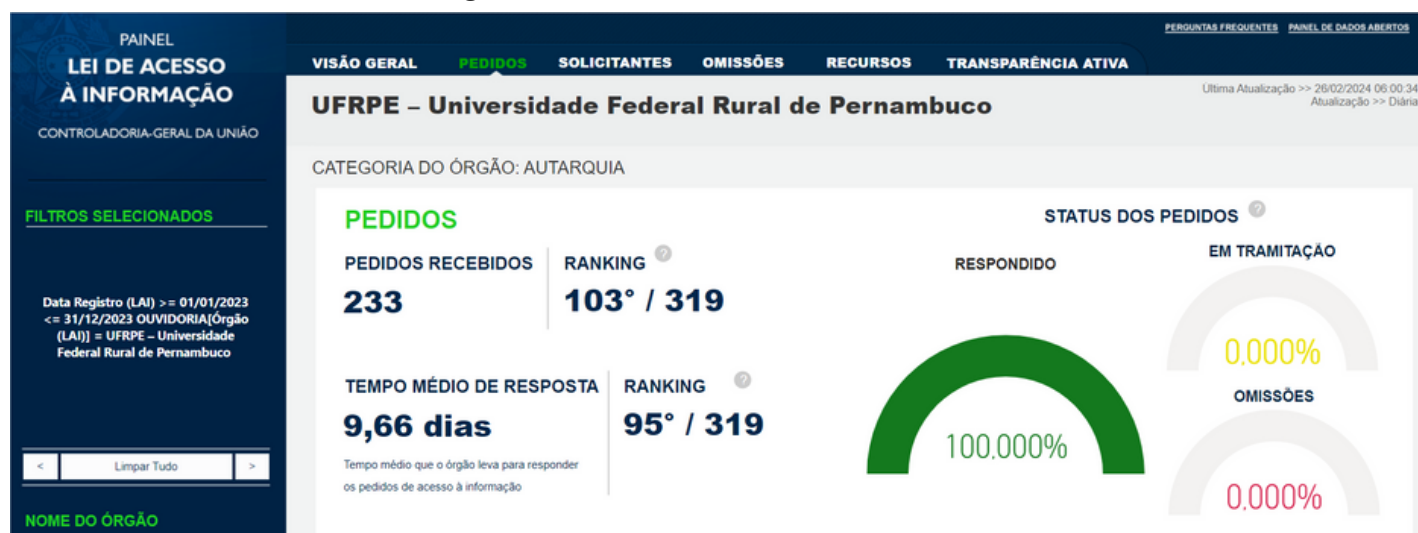 PAINEL
LEI DE ACESSO
À INFORMAÇÃO
CONTROLADORIA-GERAL DA UNIÃO
FILTROS SELECIONADOS
Data Registro (LAI) >= 01/01/2023
<= 31/12/2023 OUVIDORIA[Órgão
(LAI)] = UFRPE – Universidade
Federal Rural de Pernambuco
<
Limpar Tudo
>
NOME DO ÓRGÃO
PERGUNTAS FREQUENTES PAINEL DE DADOS ABERTOS
VISÃO GERAL PEDIDOS SOLICITANTES OMISSÕES RECURSOS TRANSPARÊNCIA ATIVA
UFRPE – Universidade Federal Rural de Pernambuco
Última Atualização >> 26/02/2024 06:00:34
Atualização >> Diária
CATEGORIA DO ÓRGÃO: AUTARQUIA
PEDIDOS
PEDIDOS RECEBIDOS
233
RANKING ?
103° / 319
TEMPO MÉDIO DE RESPOSTA
9,66 dias
Tempo médio que o órgão leva para responder
os pedidos de acesso à informação
RANKING ?
95° / 319
STATUS DOS PEDIDOS ?
RESPONDIDO
100,000%
EM TRAMITAÇÃO
0,000%
OMISSÕES
0,000%